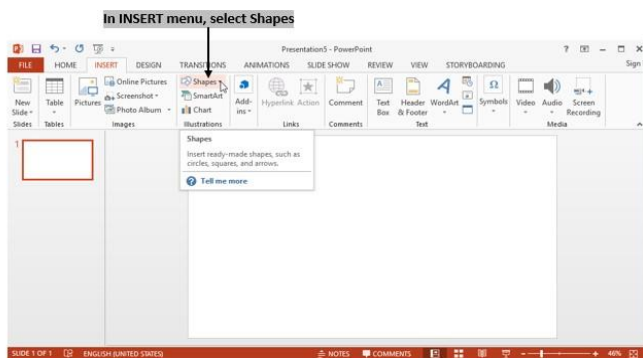 In INSERT menu, select Shapes
Presentation5 - PowerPoint
FILE HOME INSERT DESIGN TRANSITIONS ANIMATIONS SLIDE SHOW REVIEW VIEW STORYBOARDING Sign
New Slide
Table
Pictures
Online Pictures
Screenshot
Photo Album
Shapes
SmartArt
Chart
Add-ins
Hyperlink
Action
Comment
Text Box
Header & Footer
WordArt
Symbols
Video
Audio
Screen Recording
Slides Tables Images Illustrations Links Comments Text Media
1
Shapes
Insert ready-made shapes, such as
circles, squares, and arrows.
Tell me more
SLIDE 1 OF 1 ENGLISH (UNITED STATES) NOTES COMMENTS 46%